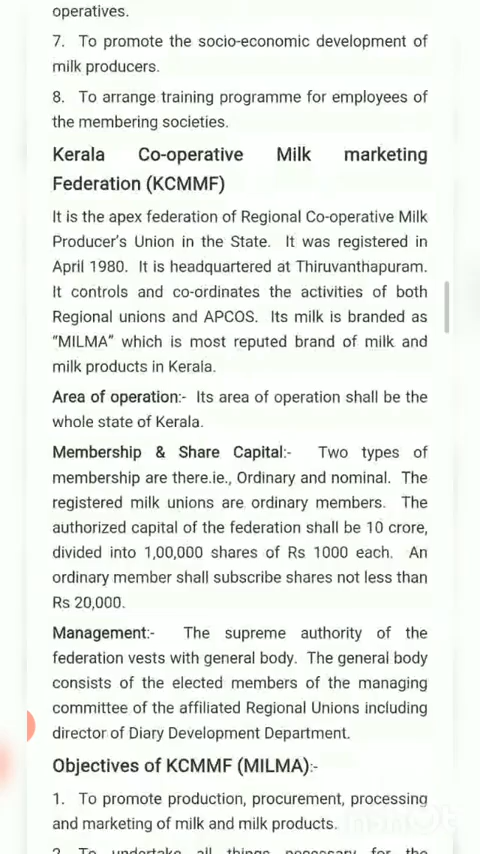 operatives.
7. To promote the socio-economic development of
milk producers.
8. To arrange training programme for employees of
the membering societies.
Kerala Co-operative Milk marketing
Federation (KCMMF)
It is the apex federation of Regional Co-operative Milk
Producer's Union in the State. It was registered in
April 1980. It is headquartered at Thiruvanthapuram.
It controls and co-ordinates the activities of both
Regional unions and APCOS. Its milk is branded as
"MILMA" which is most reputed brand of milk and
milk products in Kerala.
Area of operation:- Its area of operation shall be the
whole state of Kerala.
Membership & Share Capital:- Two types of
membership are there.ie., Ordinary and nominal. The
registered milk unions are ordinary members. The
authorized capital of the federation shall be 10 crore,
divided into 1,00,000 shares of Rs 1000 each. An
ordinary member shall subscribe shares not less than
Rs 20,000.
Management:- The supreme authority of the
federation vests with general body. The general body
consists of the elected members of the managing
committee of the affiliated Regional Unions including
director of Diary Development Department.
Objectives of KCMMF (MILMA):-
1. To promote production, procurement, processing
and marketing of milk and milk products.
2. To undertake all things necessary for the